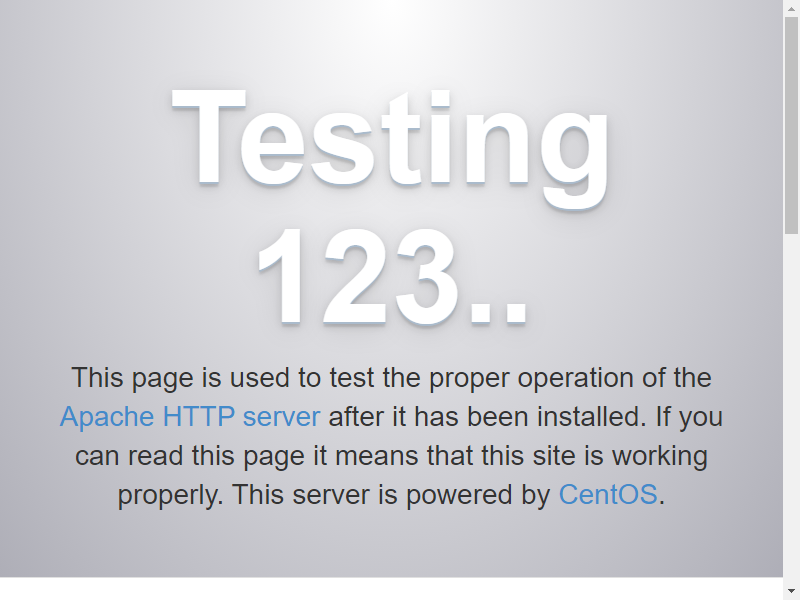 Testing
123..
This page is used to test the proper operation of the
Apache HTTP server after it has been installed. If you
can read this page it means that this site is working
properly. This server is powered by CentOS.